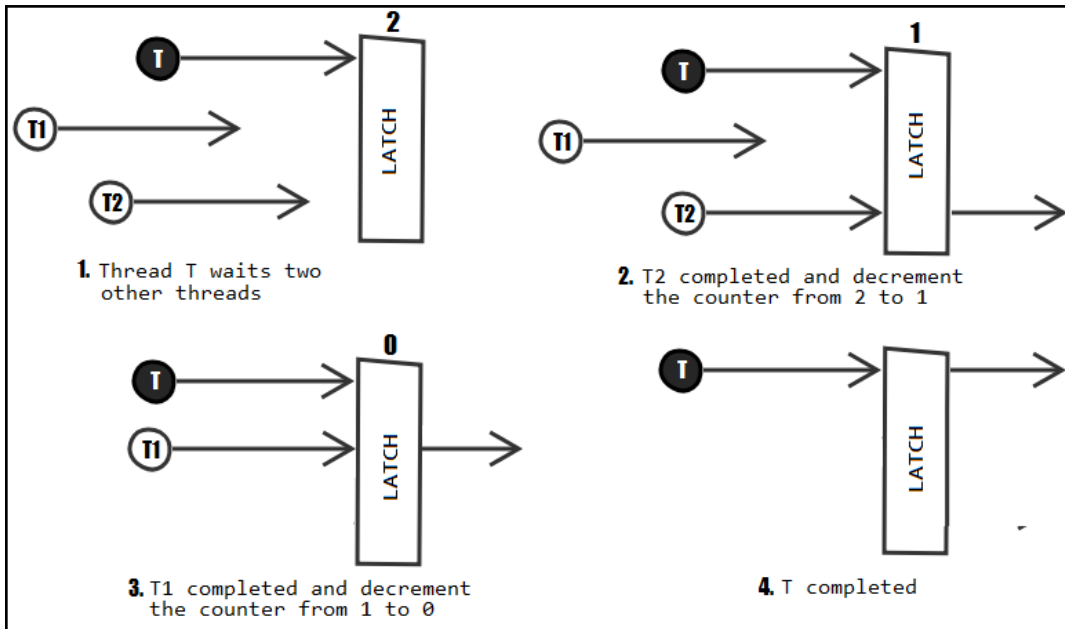 2
T
T1
T2
LATCH
1. Thread T waits two
other threads
1
T
T1
T2
LATCH
2. T2 completed and decrement
the counter from 2 to 1
0
T
T1
LATCH
3. T1 completed and decrement
the counter from 1 to 0
T
LATCH
4. T completed